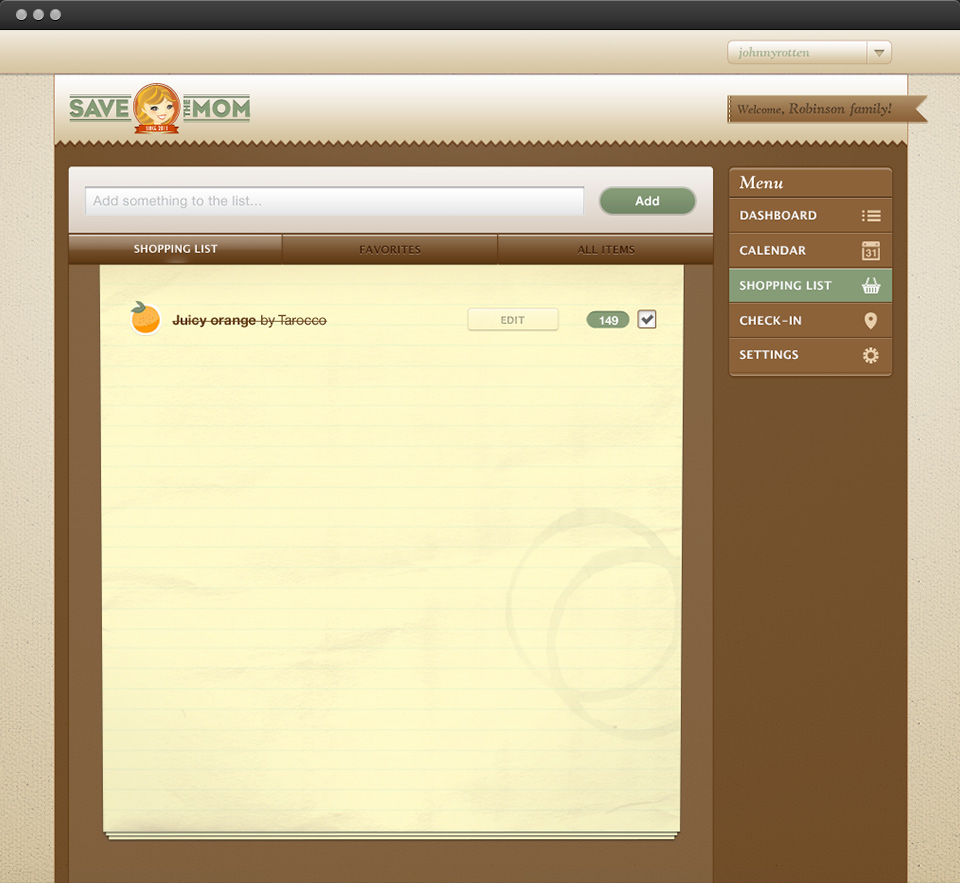 johnnyrotten
SAVE THE MOM
SINCE 2011
Welcome, Robinson family!
Add something to the list...
Add
SHOPPING LIST
FAVORITES
ALL ITEMS
Juicy orange by Tarocco
EDIT
149
Menu
DASHBOARD
CALENDAR
31
SHOPPING LIST
CHECK-IN
SETTINGS